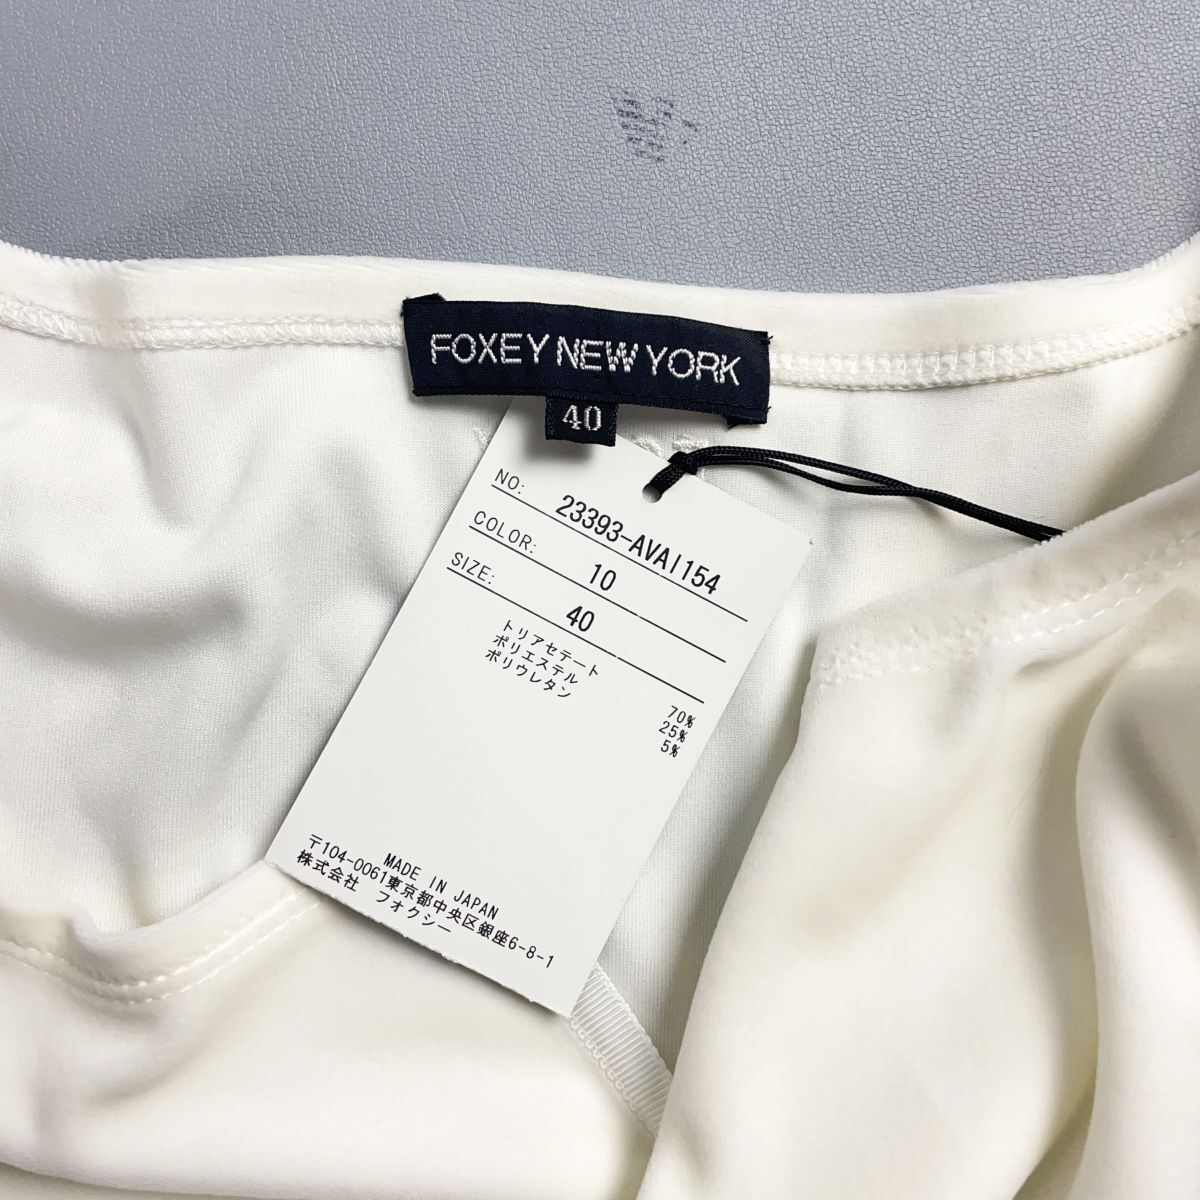 FOXEY NEW YORK
40
NO: 23393-AVAI154
COLOR: 10
SIZE: 40
トリアセテート 70%
ポリエステル 25%
ポリウレタン 5%
MADE IN JAPAN
〒104-0061東京都中央区銀座6-8-1
株式会社 フォクシー